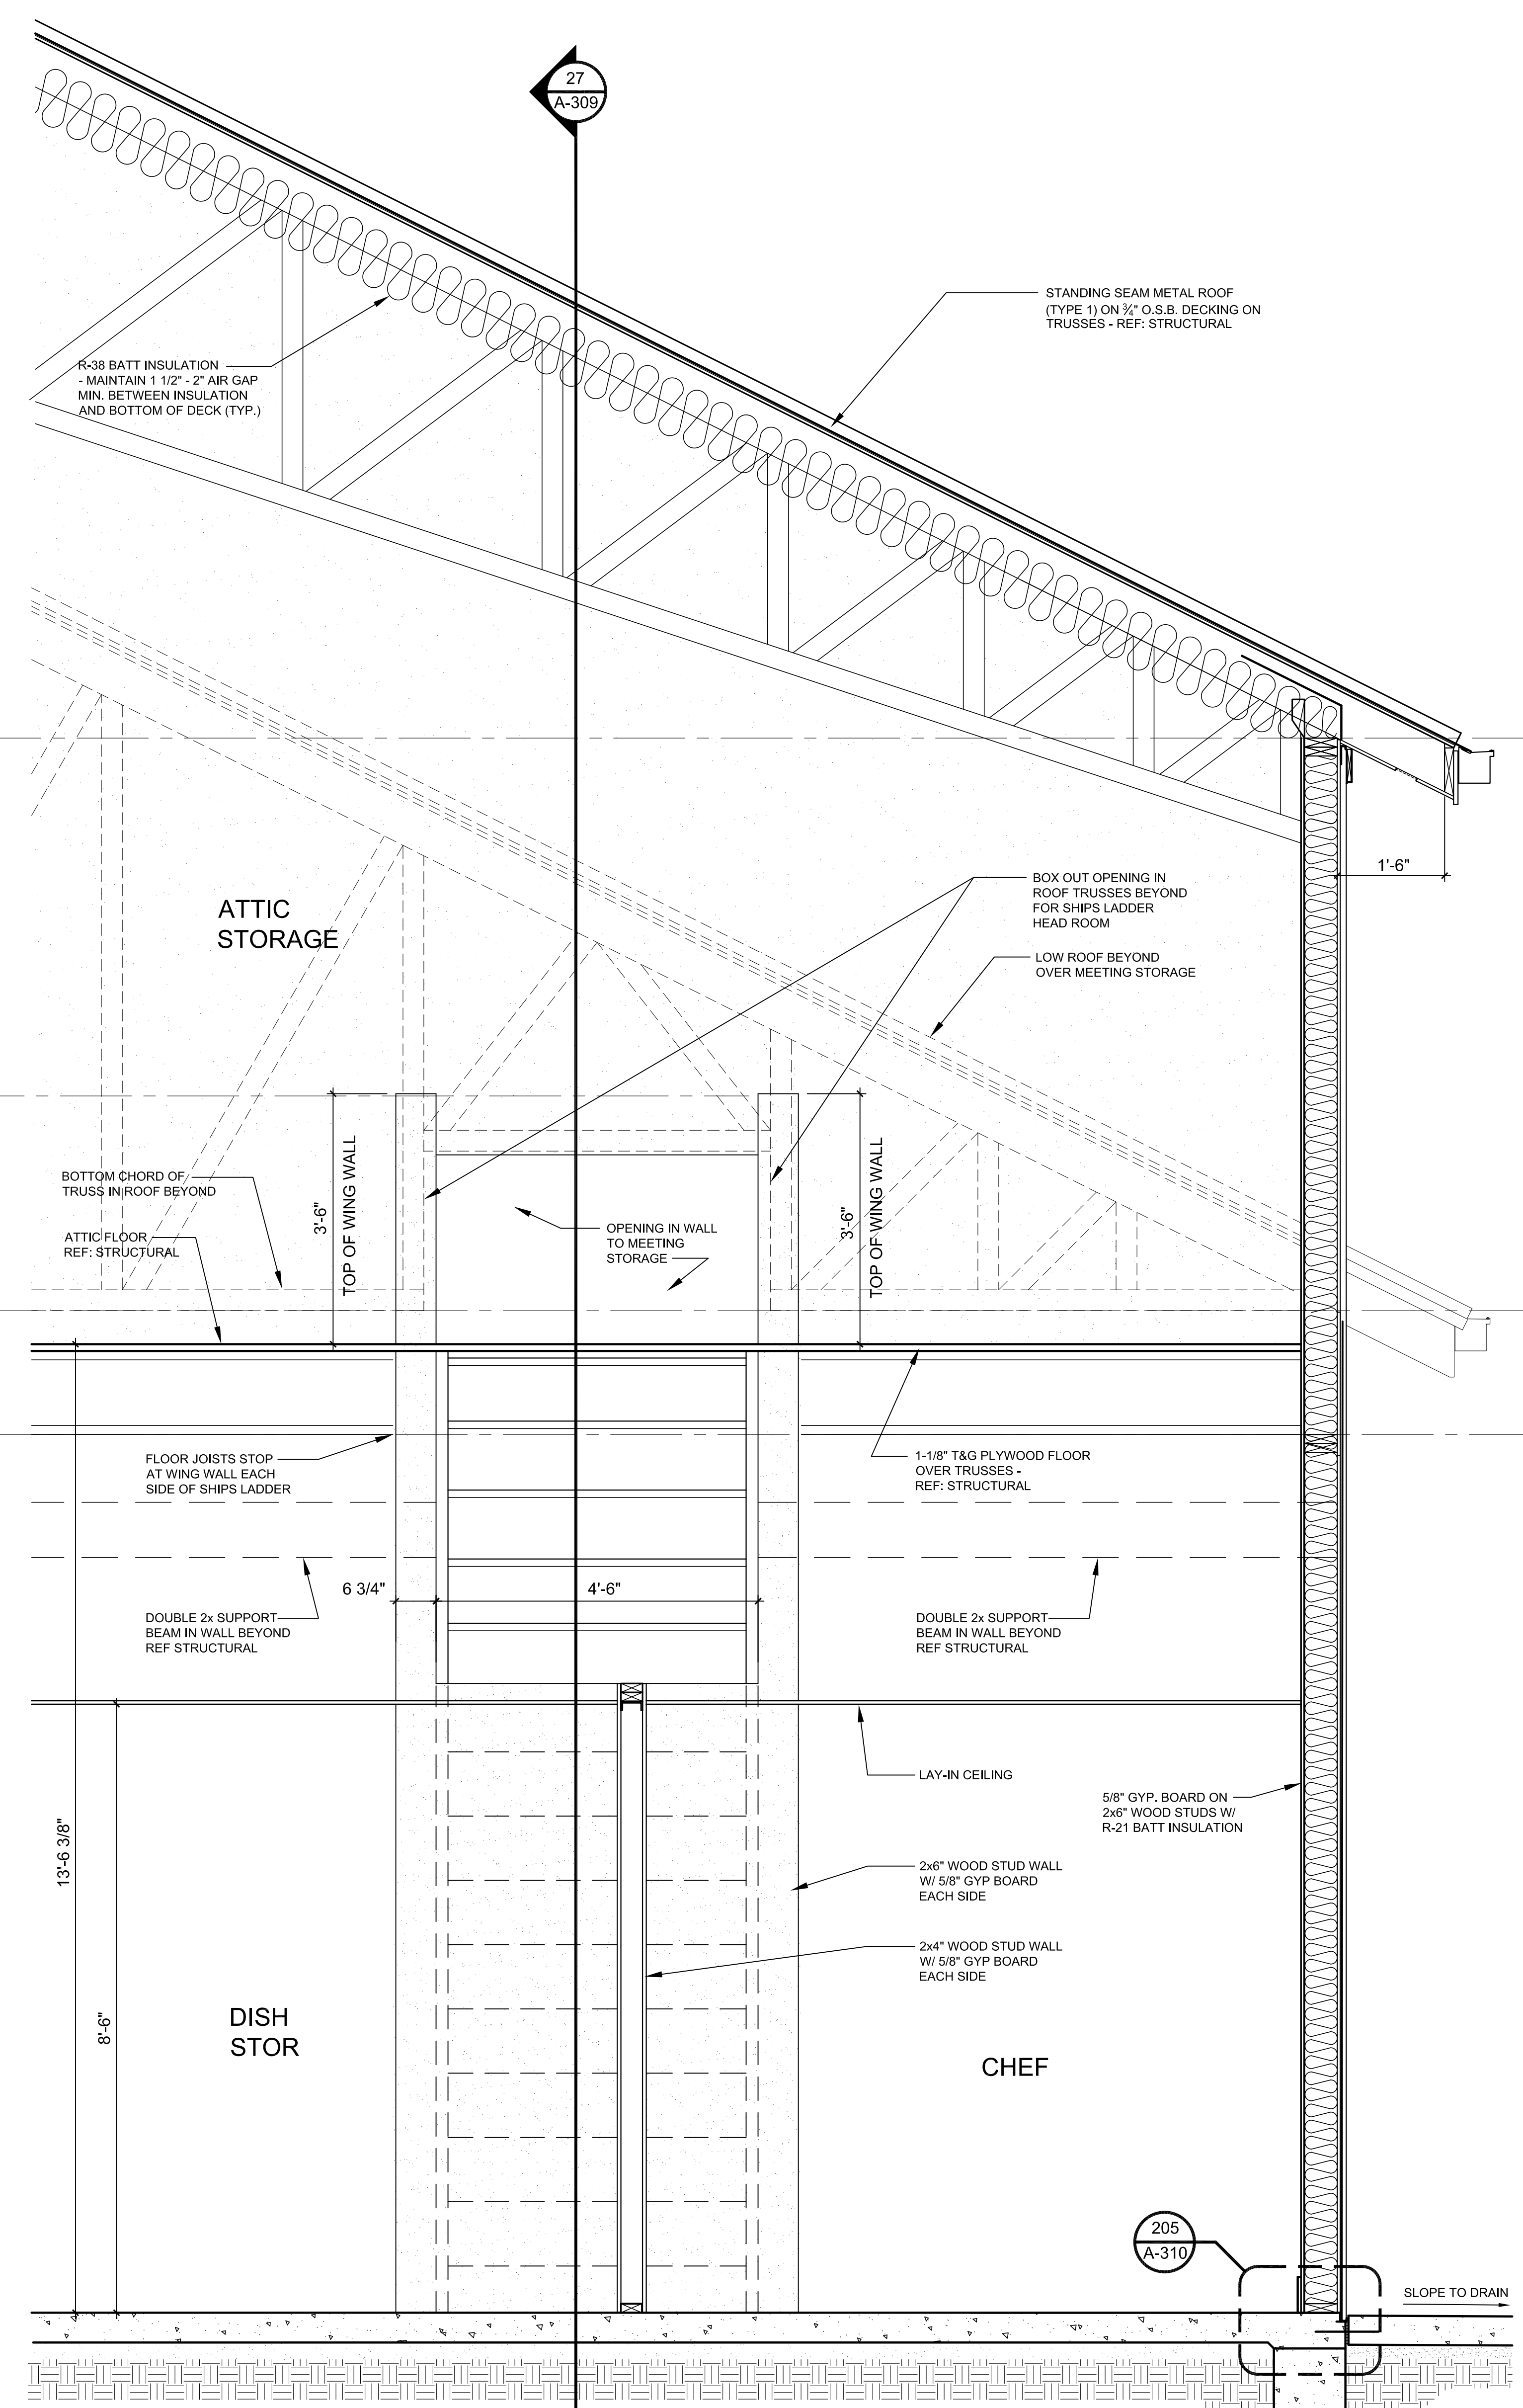 27
A-309
STANDING SEAM METAL ROOF
(TYPE 1) ON ¾" O.S.B. DECKING ON
TRUSSES - REF: STRUCTURAL
R-38 BATT INSULATION
- MAINTAIN 1 1/2" - 2" AIR GAP
MIN. BETWEEN INSULATION
AND BOTTOM OF DECK (TYP.)
1'-6"
BOX OUT OPENING IN
ROOF TRUSSES BEYOND
FOR SHIPS LADDER
HEAD ROOM
ATTIC
STORAGE
LOW ROOF BEYOND
OVER MEETING STORAGE
BOTTOM CHORD OF
TRUSS IN ROOF BEYOND
ATTIC FLOOR
REF: STRUCTURAL
3'-6"
TOP OF WING WALL
OPENING IN WALL
TO MEETING
STORAGE
3'-6"
TOP OF WING WALL
FLOOR JOISTS STOP
AT WING WALL EACH
SIDE OF SHIPS LADDER
1-1/8" T&G PLYWOOD FLOOR
OVER TRUSSES -
REF: STRUCTURAL
6 3/4"
4'-6"
DOUBLE 2x SUPPORT
BEAM IN WALL BEYOND
REF STRUCTURAL
DOUBLE 2x SUPPORT
BEAM IN WALL BEYOND
REF STRUCTURAL
LAY-IN CEILING
5/8" GYP. BOARD ON
2x6" WOOD STUDS W/
R-21 BATT INSULATION
13'-6 3/8"
2x6" WOOD STUD WALL
W/ 5/8" GYP BOARD
EACH SIDE
2x4" WOOD STUD WALL
W/ 5/8" GYP BOARD
EACH SIDE
8'-6"
DISH
STOR
CHEF
205
A-310
SLOPE TO DRAIN